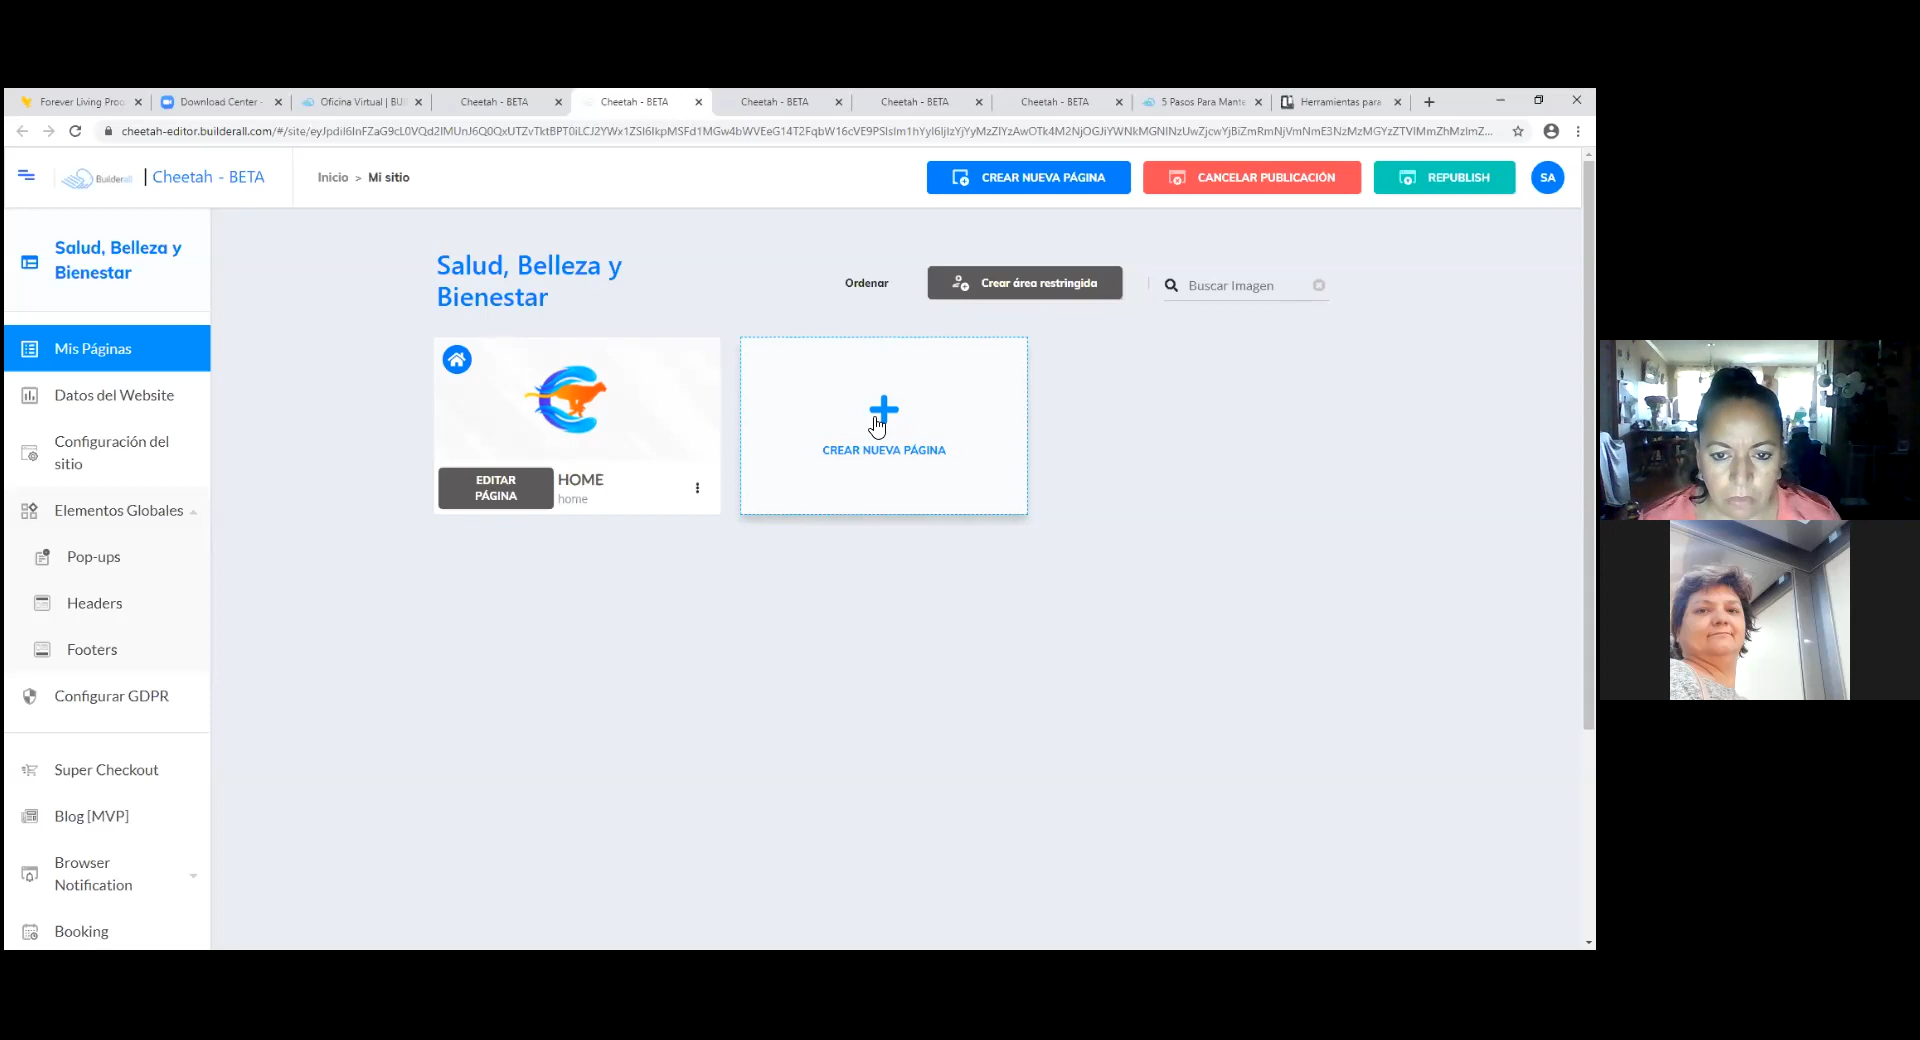 Forever Living Proc
Download Center -
Oficina Virtual | BUI
Cheetah - BETA
Cheetah - BETA
Cheetah - BETA
Cheetah - BETA
Cheetah - BETA
5 Pasos Para Mante
Herramientas para
Builderall
Cheetah - BETA
Inicio > Mi sitio
CREAR NUEVA PÁGINA
CANCELAR PUBLICACIÓN
REPUBLISH
SA
Salud, Belleza y
Bienestar
Mis Páginas
Datos del Website
Configuración del
sitio
Elementos Globales
Pop-ups
Headers
Footers
Configurar GDPR
Super Checkout
Blog [MVP]
Browser
Notification
Booking
Salud, Belleza y
Bienestar
Ordenar
Crear área restringida
Buscar Imagen
EDITAR
PÁGINA
HOME
home
CREAR NUEVA PÁGINA